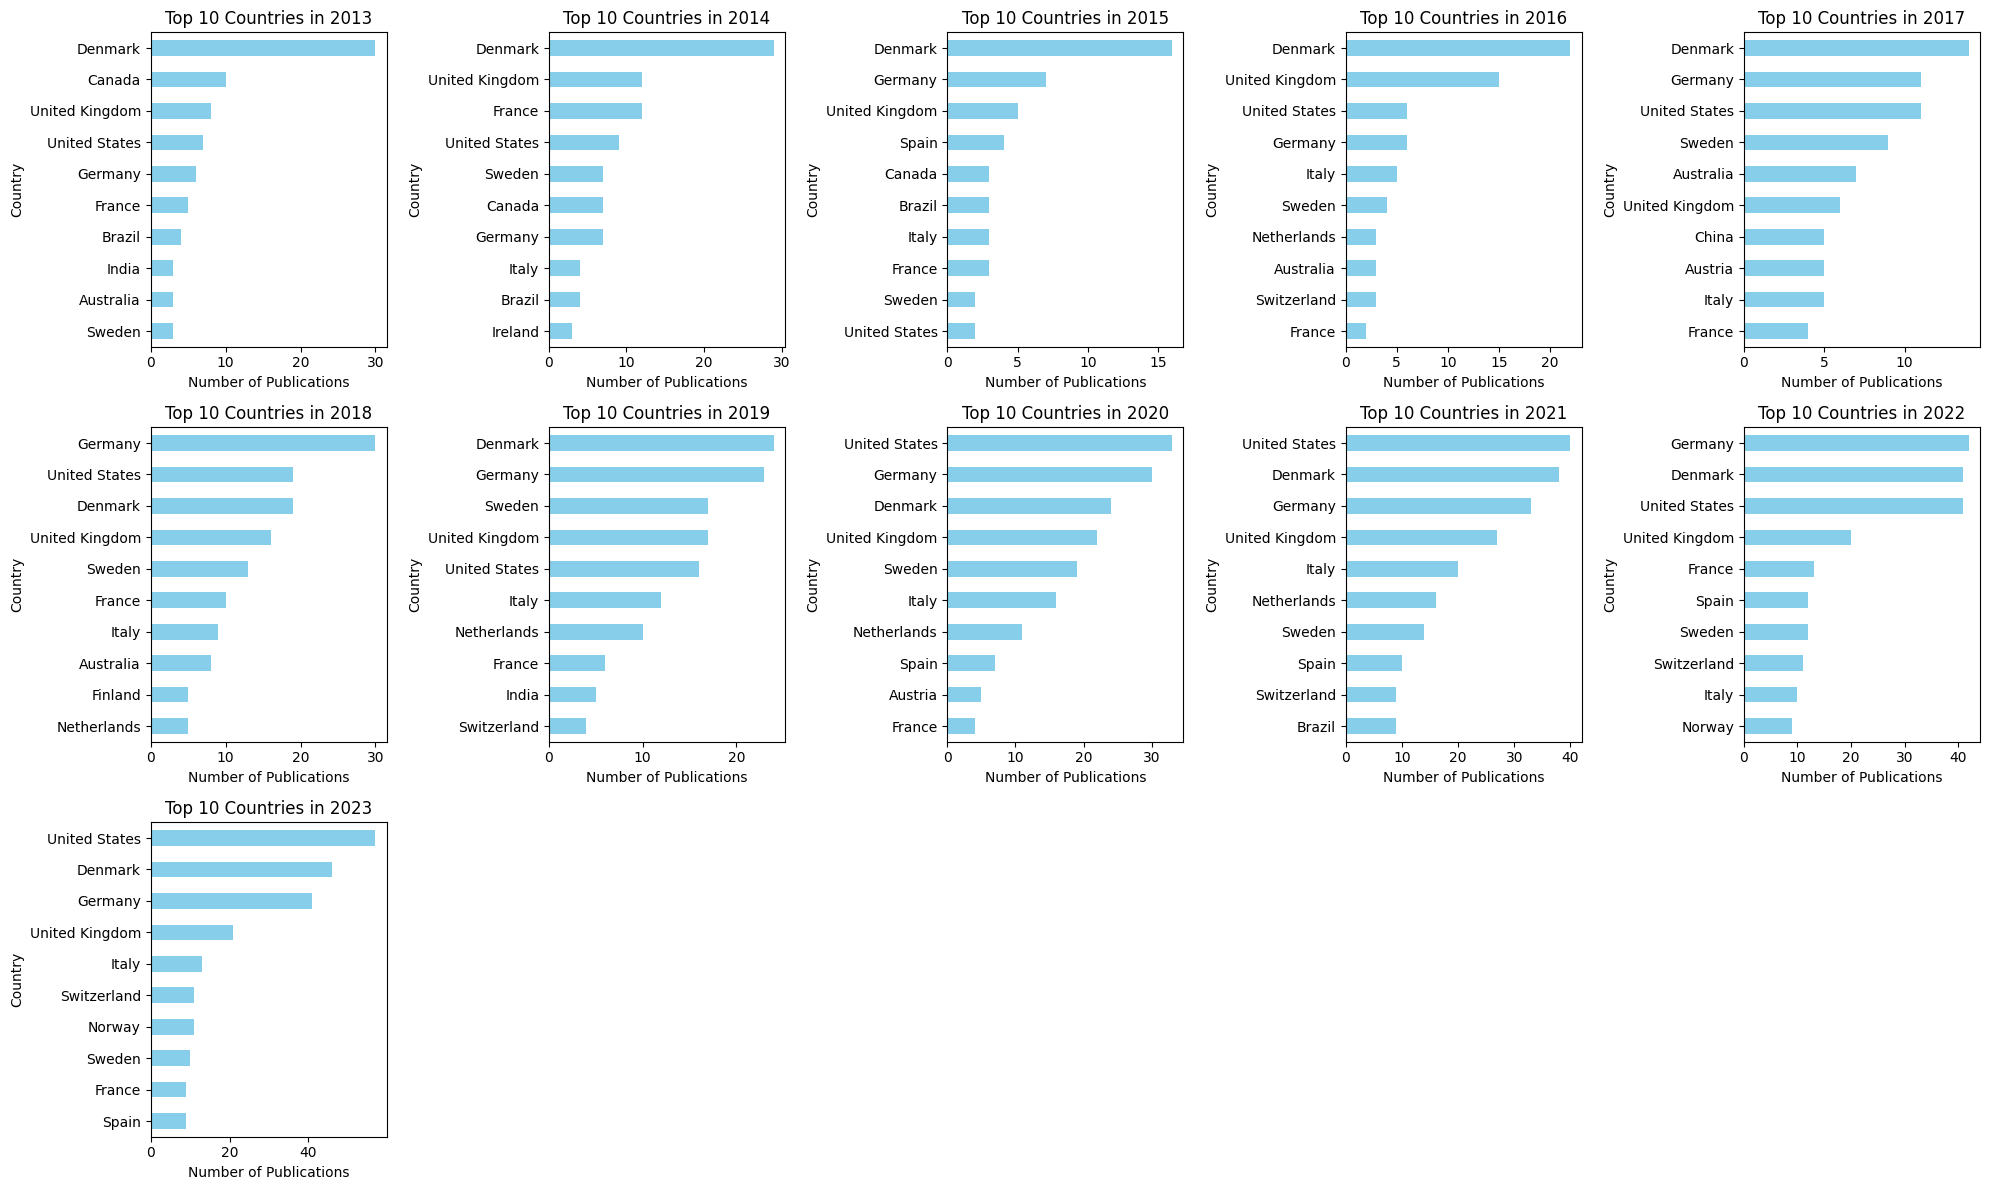 Top 10 Countries in 2013
Country
Denmark
Canada
United Kingdom
United States
Germany
France
Brazil
India
Australia
Sweden
0 10 20 30
Number of Publications
Top 10 Countries in 2014
Country
Denmark
United Kingdom
France
United States
Sweden
Canada
Germany
Italy
Brazil
Ireland
0 10 20 30
Number of Publications
Top 10 Countries in 2015
Country
Denmark
Germany
United Kingdom
Spain
Canada
Brazil
Italy
France
Sweden
United States
0 5 10 15
Number of Publications
Top 10 Countries in 2016
Country
Denmark
United Kingdom
United States
Germany
Italy
Sweden
Netherlands
Australia
Switzerland
France
0 5 10 15 20
Number of Publications
Top 10 Countries in 2017
Country
Denmark
Germany
United States
Sweden
Australia
United Kingdom
China
Austria
Italy
France
0 5 10
Number of Publications
Top 10 Countries in 2018
Country
Germany
United States
Denmark
United Kingdom
Sweden
France
Italy
Australia
Finland
Netherlands
0 10 20 30
Number of Publications
Top 10 Countries in 2019
Country
Denmark
Germany
Sweden
United Kingdom
United States
Italy
Netherlands
France
India
Switzerland
0 10 20
Number of Publications
Top 10 Countries in 2020
Country
United States
Germany
Denmark
United Kingdom
Sweden
Italy
Netherlands
Spain
Austria
France
0 10 20 30
Number of Publications
Top 10 Countries in 2021
Country
United States
Denmark
Germany
United Kingdom
Italy
Netherlands
Sweden
Spain
Switzerland
Brazil
0 10 20 30 40
Number of Publications
Top 10 Countries in 2022
Country
Germany
Denmark
United States
United Kingdom
France
Spain
Sweden
Switzerland
Italy
Norway
0 10 20 30 40
Number of Publications
Top 10 Countries in 2023
Country
United States
Denmark
Germany
United Kingdom
Italy
Switzerland
Norway
Sweden
France
Spain
0 20 40
Number of Publications